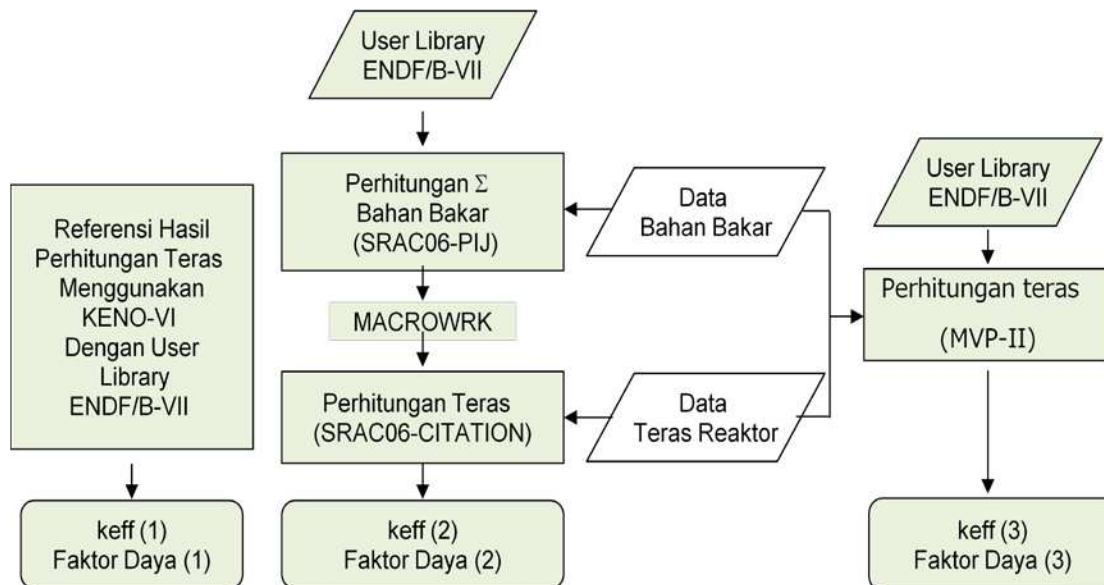 User Library
ENDF/B-VII
Perhitungan Σ
Bahan Bakar
(SRAC06-PIJ)
Data
Bahan Bakar
User Library
ENDF/B-VII
Referensi Hasil
Perhitungan Teras
Menggunakan
KENO-VI
Dengan User
Library
ENDF/B-VII
MACROWRK
Perhitungan teras
(MVP-II)
Perhitungan Teras
(SRAC06-CITATION)
Data
Teras Reaktor
keff (1)
Faktor Daya (1)
keff (2)
Faktor Daya (2)
keff (3)
Faktor Daya (3)